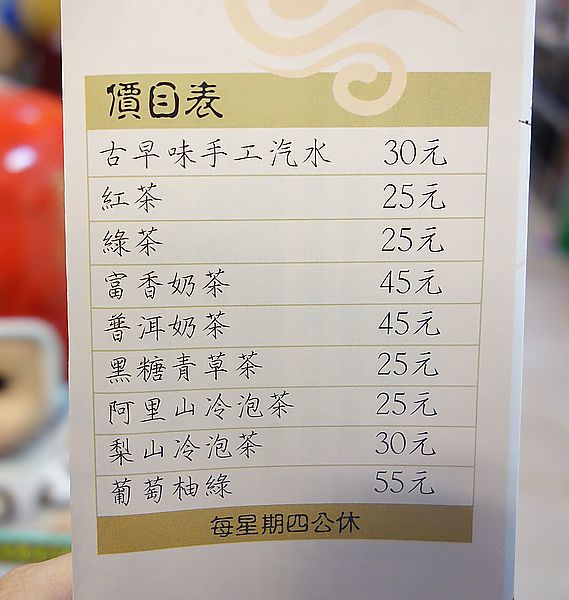 價目表
古早味手工汽水 30元
紅茶 25元
綠茶 25元
富香奶茶 45元
普洱奶茶 45元
黑糖青草茶 25元
阿里山冷泡茶 25元
梨山冷泡茶 30元
葡萄柚綠 55元
每星期四公休